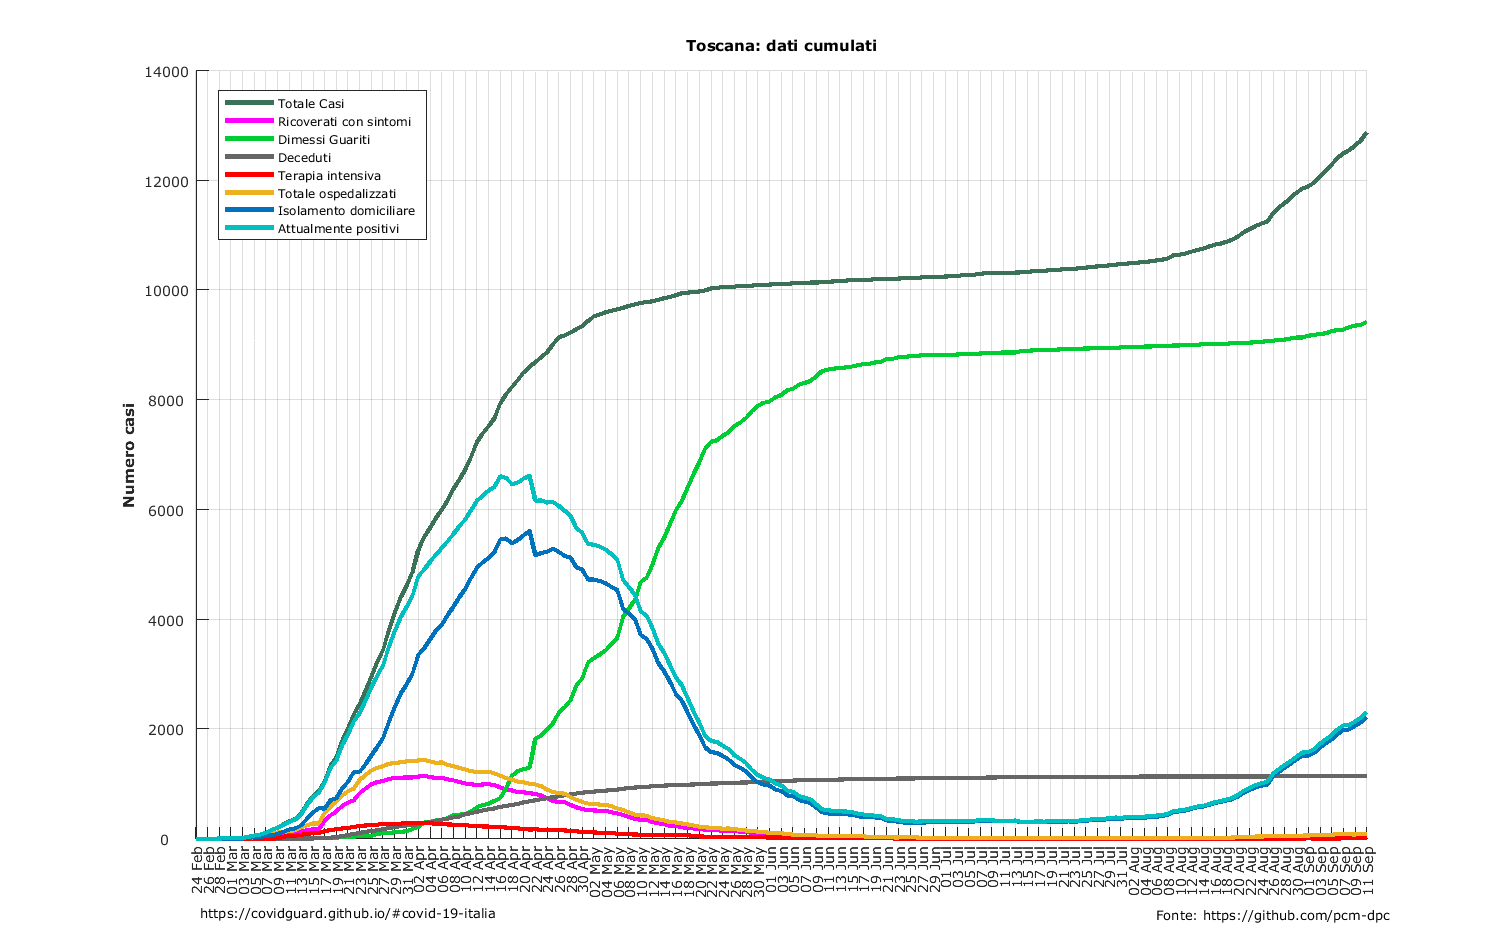 Toscana: dati cumulati
14000
12000
10000
8000
6000
4000
2000
0
Numero casi
Totale Casi
Ricoverati con sintomi
Dimessi Guariti
Deceduti
Terapia intensiva
Totale ospedalizzati
Isolamento domiciliare
Attualmente positivi
24 Feb
26 Feb
28 Feb
01 Mar
03 Mar
05 Mar
07 Mar
09 Mar
11 Mar
13 Mar
15 Mar
17 Mar
19 Mar
21 Mar
23 Mar
25 Mar
27 Mar
29 Mar
31 Mar
02 Apr
04 Apr
06 Apr
08 Apr
10 Apr
12 Apr
14 Apr
16 Apr
18 Apr
20 Apr
22 Apr
24 Apr
26 Apr
28 Apr
30 Apr
02 May
04 May
06 May
08 May
10 May
12 May
14 May
16 May
18 May
20 May
22 May
24 May
26 May
28 May
30 May
01 Jun
03 Jun
05 Jun
07 Jun
09 Jun
11 Jun
13 Jun
15 Jun
17 Jun
19 Jun
21 Jun
23 Jun
25 Jun
27 Jun
29 Jun
01 Jul
03 Jul
05 Jul
07 Jul
09 Jul
11 Jul
13 Jul
15 Jul
17 Jul
19 Jul
21 Jul
23 Jul
25 Jul
27 Jul
29 Jul
31 Jul
02 Aug
04 Aug
06 Aug
08 Aug
10 Aug
12 Aug
14 Aug
16 Aug
18 Aug
20 Aug
22 Aug
24 Aug
26 Aug
28 Aug
30 Aug
01 Sep
03 Sep
05 Sep
07 Sep
09 Sep
11 Sep
https://covidguard.github.io/#covid-19-italia
Fonte: https://github.com/pcm-dpc